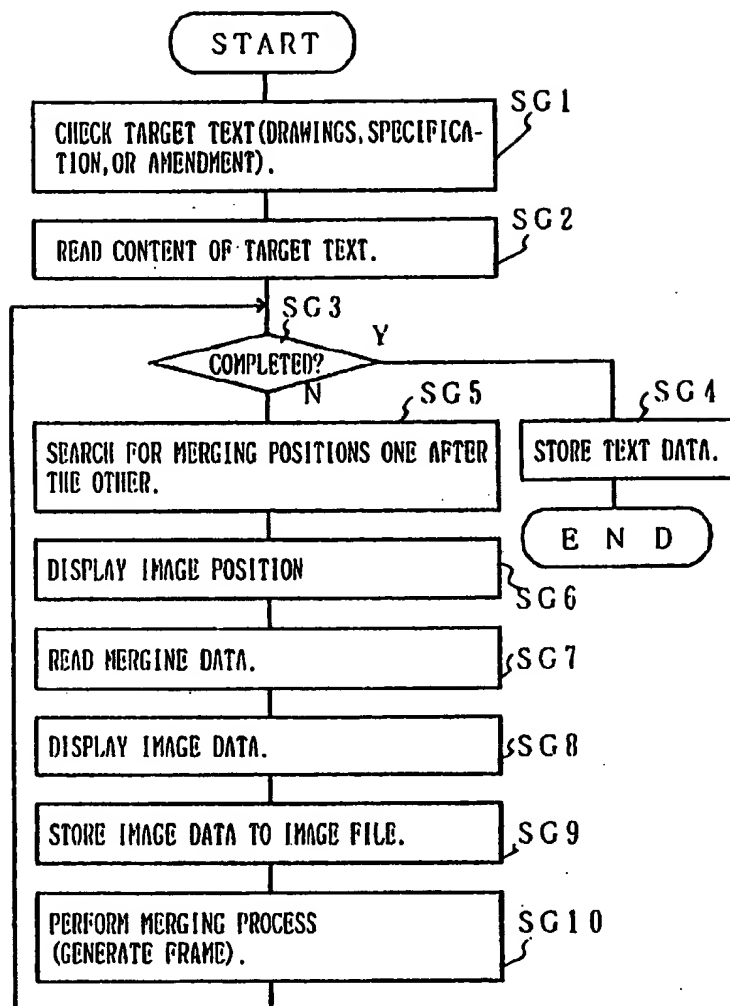 START
SG1
CHECK TARGET TEXT(DRAWINGS,SPECIFICA-
TION,OR AMENDMENT).
SG2
READ CONTENT OF TARGET TEXT.
SG3
Y
COMPLETED?
N
SG5
SG4
SEARCH FOR MERGING POSITIONS ONE AFTER
THE OTHER.
STORE TEXT DATA.
END
DISPLAY IMAGE POSITION
SG6
READ MERGINE DATA.
SG7
DISPLAY IMAGE DATA.
SG8
STORE IMAGE DATA TO IMAGE FILE.
SG9
PERFORM MERGING PROCESS
(GENERATE FRAME).
SG10